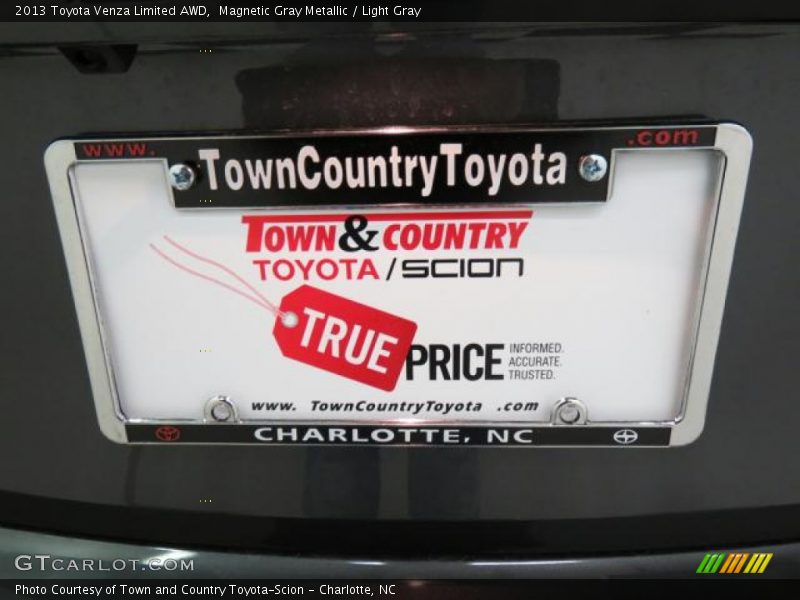 2013 Toyota Venza Limited AWD,  Magnetic Gray Metallic / Light Gray
www. .com
TownCountryToyota
TOWN & COUNTRY
TOYOTA / SCION
TRUE PRICE
INFORMED.
ACCURATE.
TRUSTED.
www. TownCountryToyota .com
CHARLOTTE, NC
GTCARLOT.COM
Photo Courtesy of Town and Country Toyota-Scion - Charlotte, NC